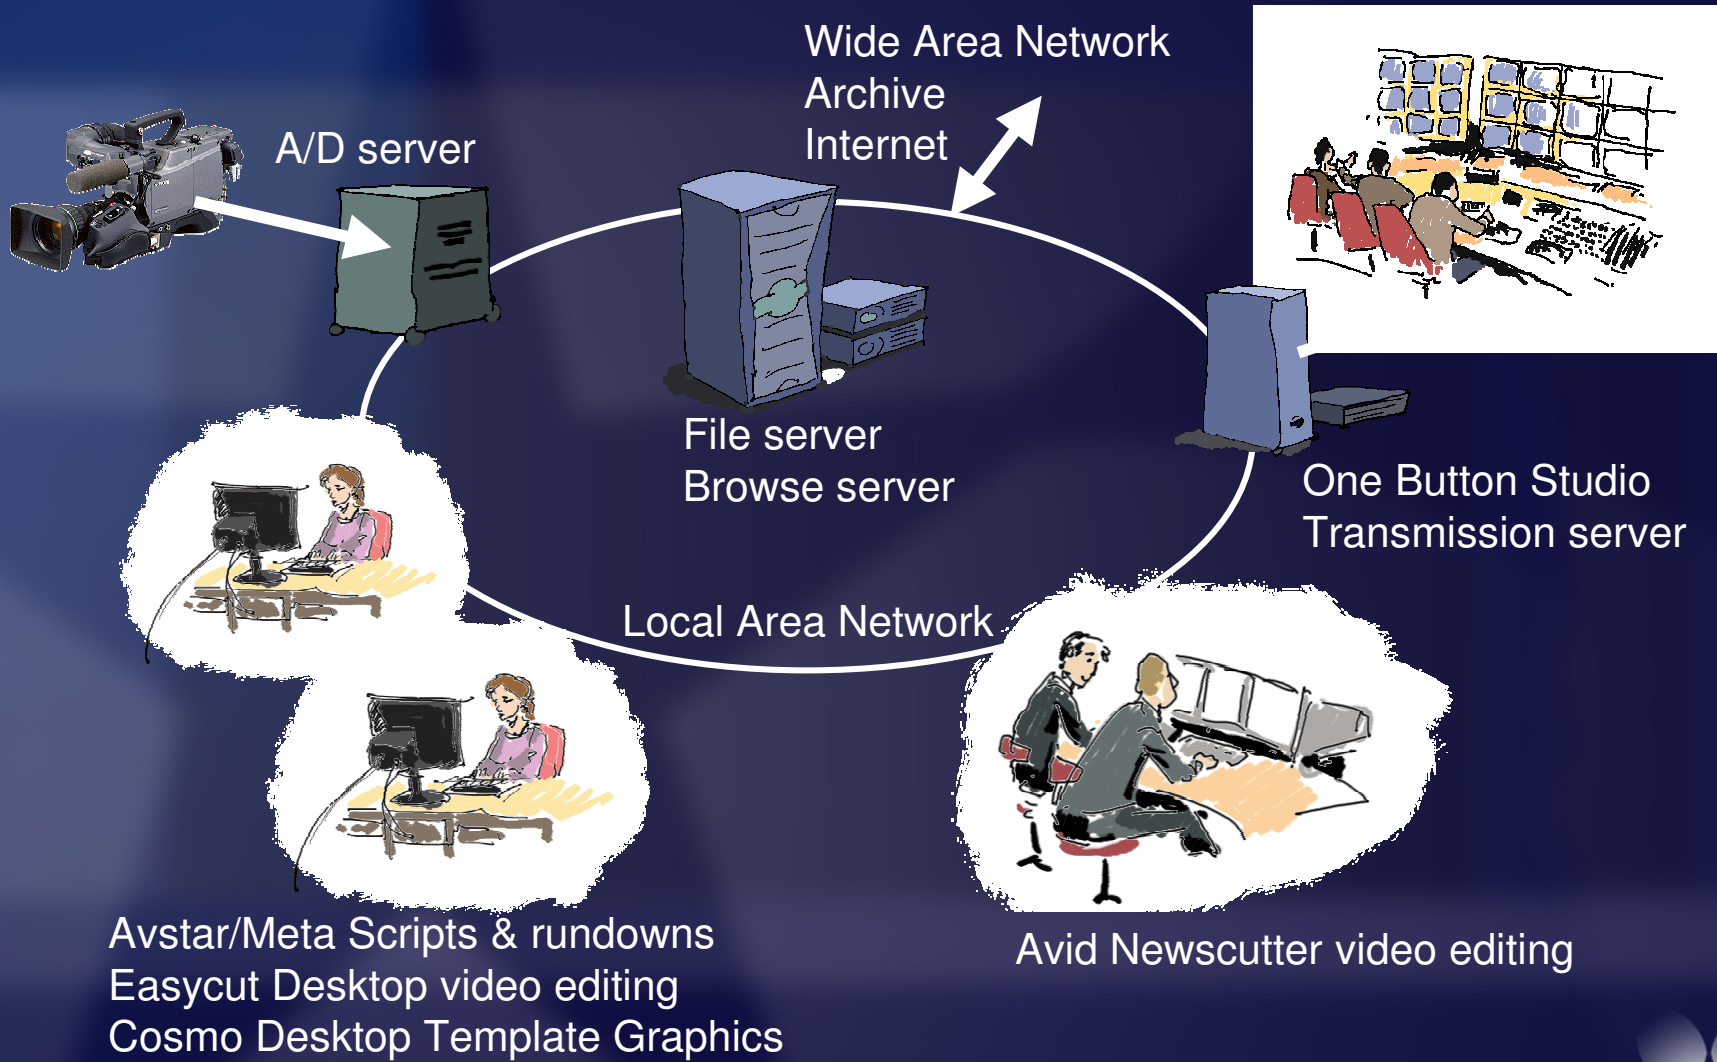 Wide Area Network
Archive
Internet
A/D server
File server
Browse server
One Button Studio
Transmission server
Local Area Network
Avstar/Meta Scripts & rundowns
Easycut Desktop video editing
Cosmo Desktop Template Graphics
Avid Newscutter video editing